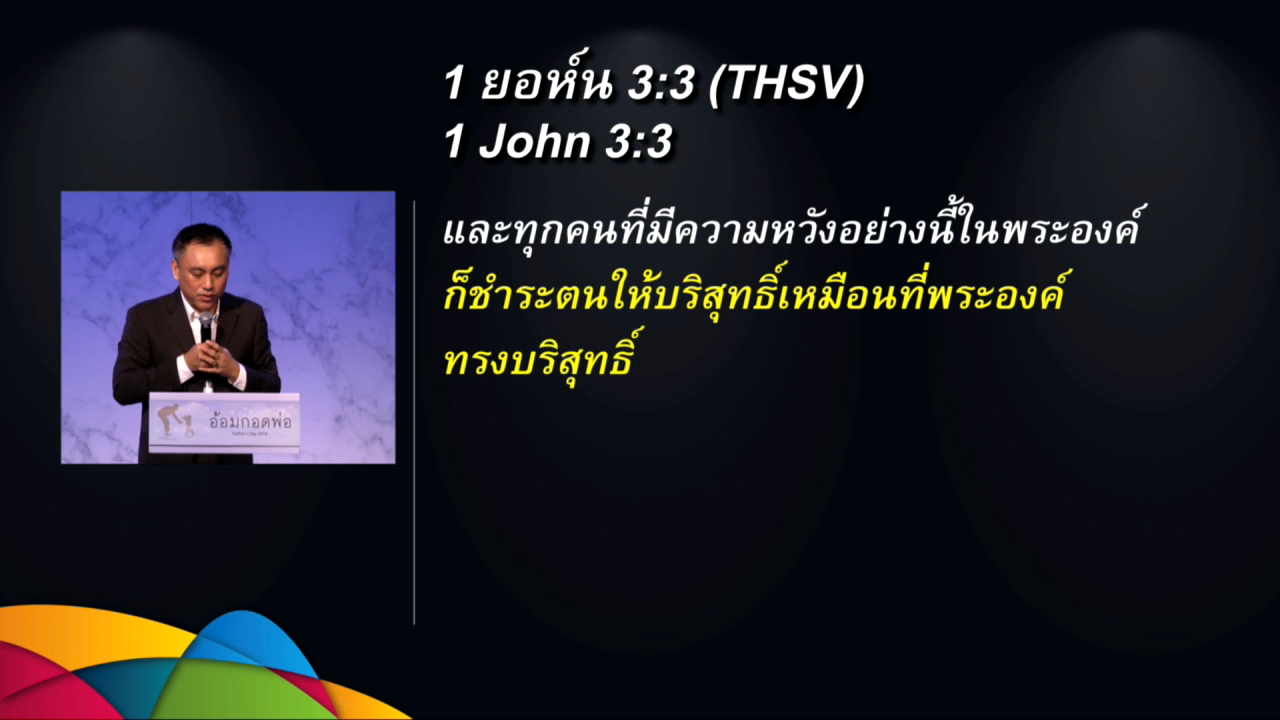 1 ยอห์น 3:3 (THSV)
1 John 3:3
และทุกคนที่มีความหวังอย่างนี้ในพระองค์
ก็ชำระตนให้บริสุทธิ์เหมือนที่พระองค์
ทรงบริสุทธิ์
อ้อมกอดพ่อ